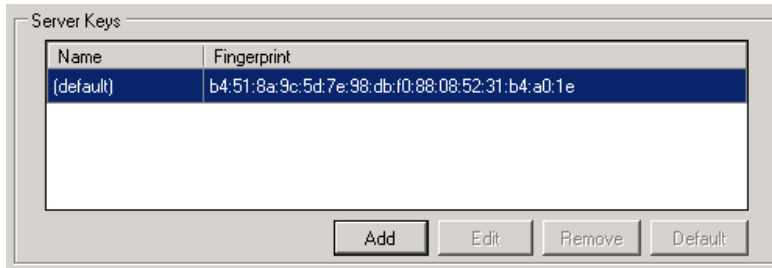 Server Keys
Name Fingerprint
(default) b4:51:8a:9c:5d:7e:98:db:f0:88:08:52:31:b4:a0:1e
Add Edit Remove Default